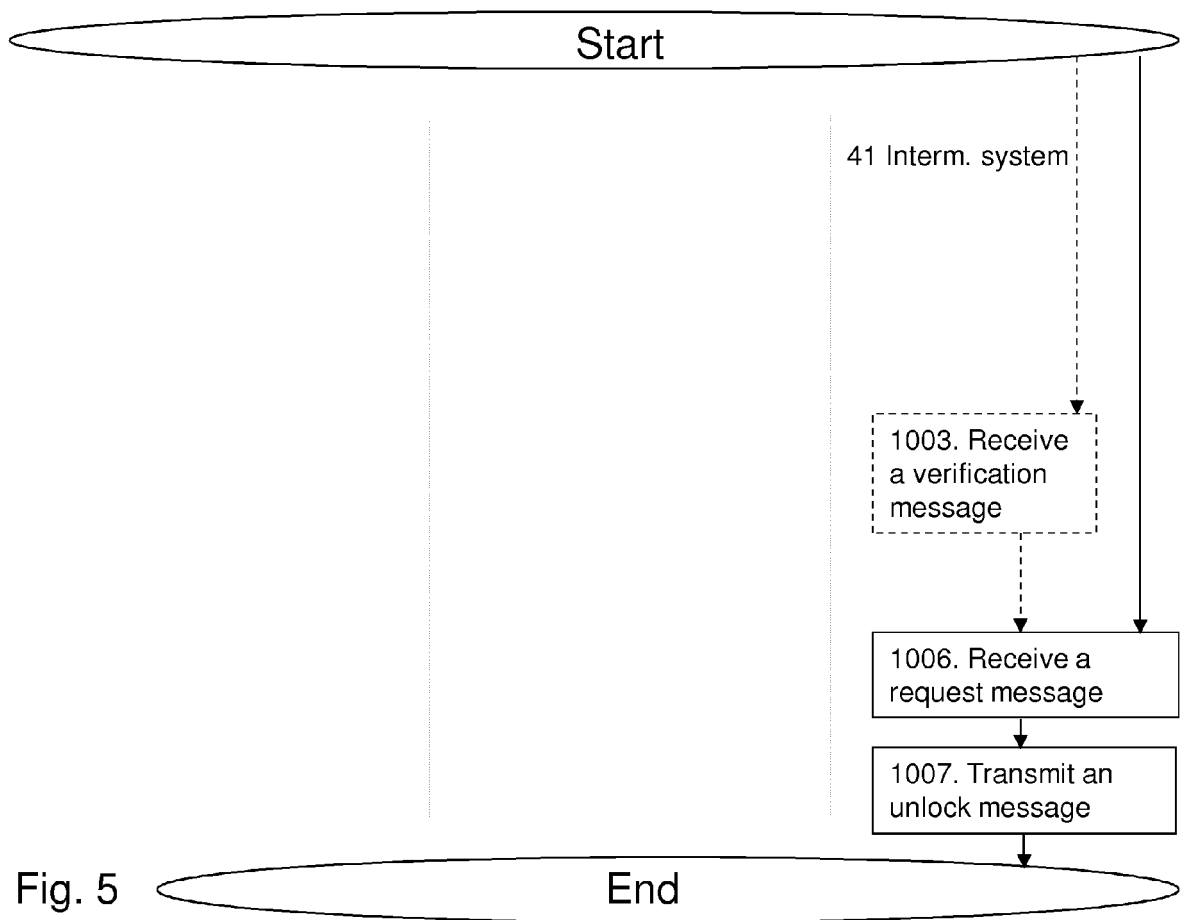 Start
41 Interm. system
1003. Receive
a verification
message
1006. Receive a
request message
1007. Transmit an
unlock message
Fig. 5
End